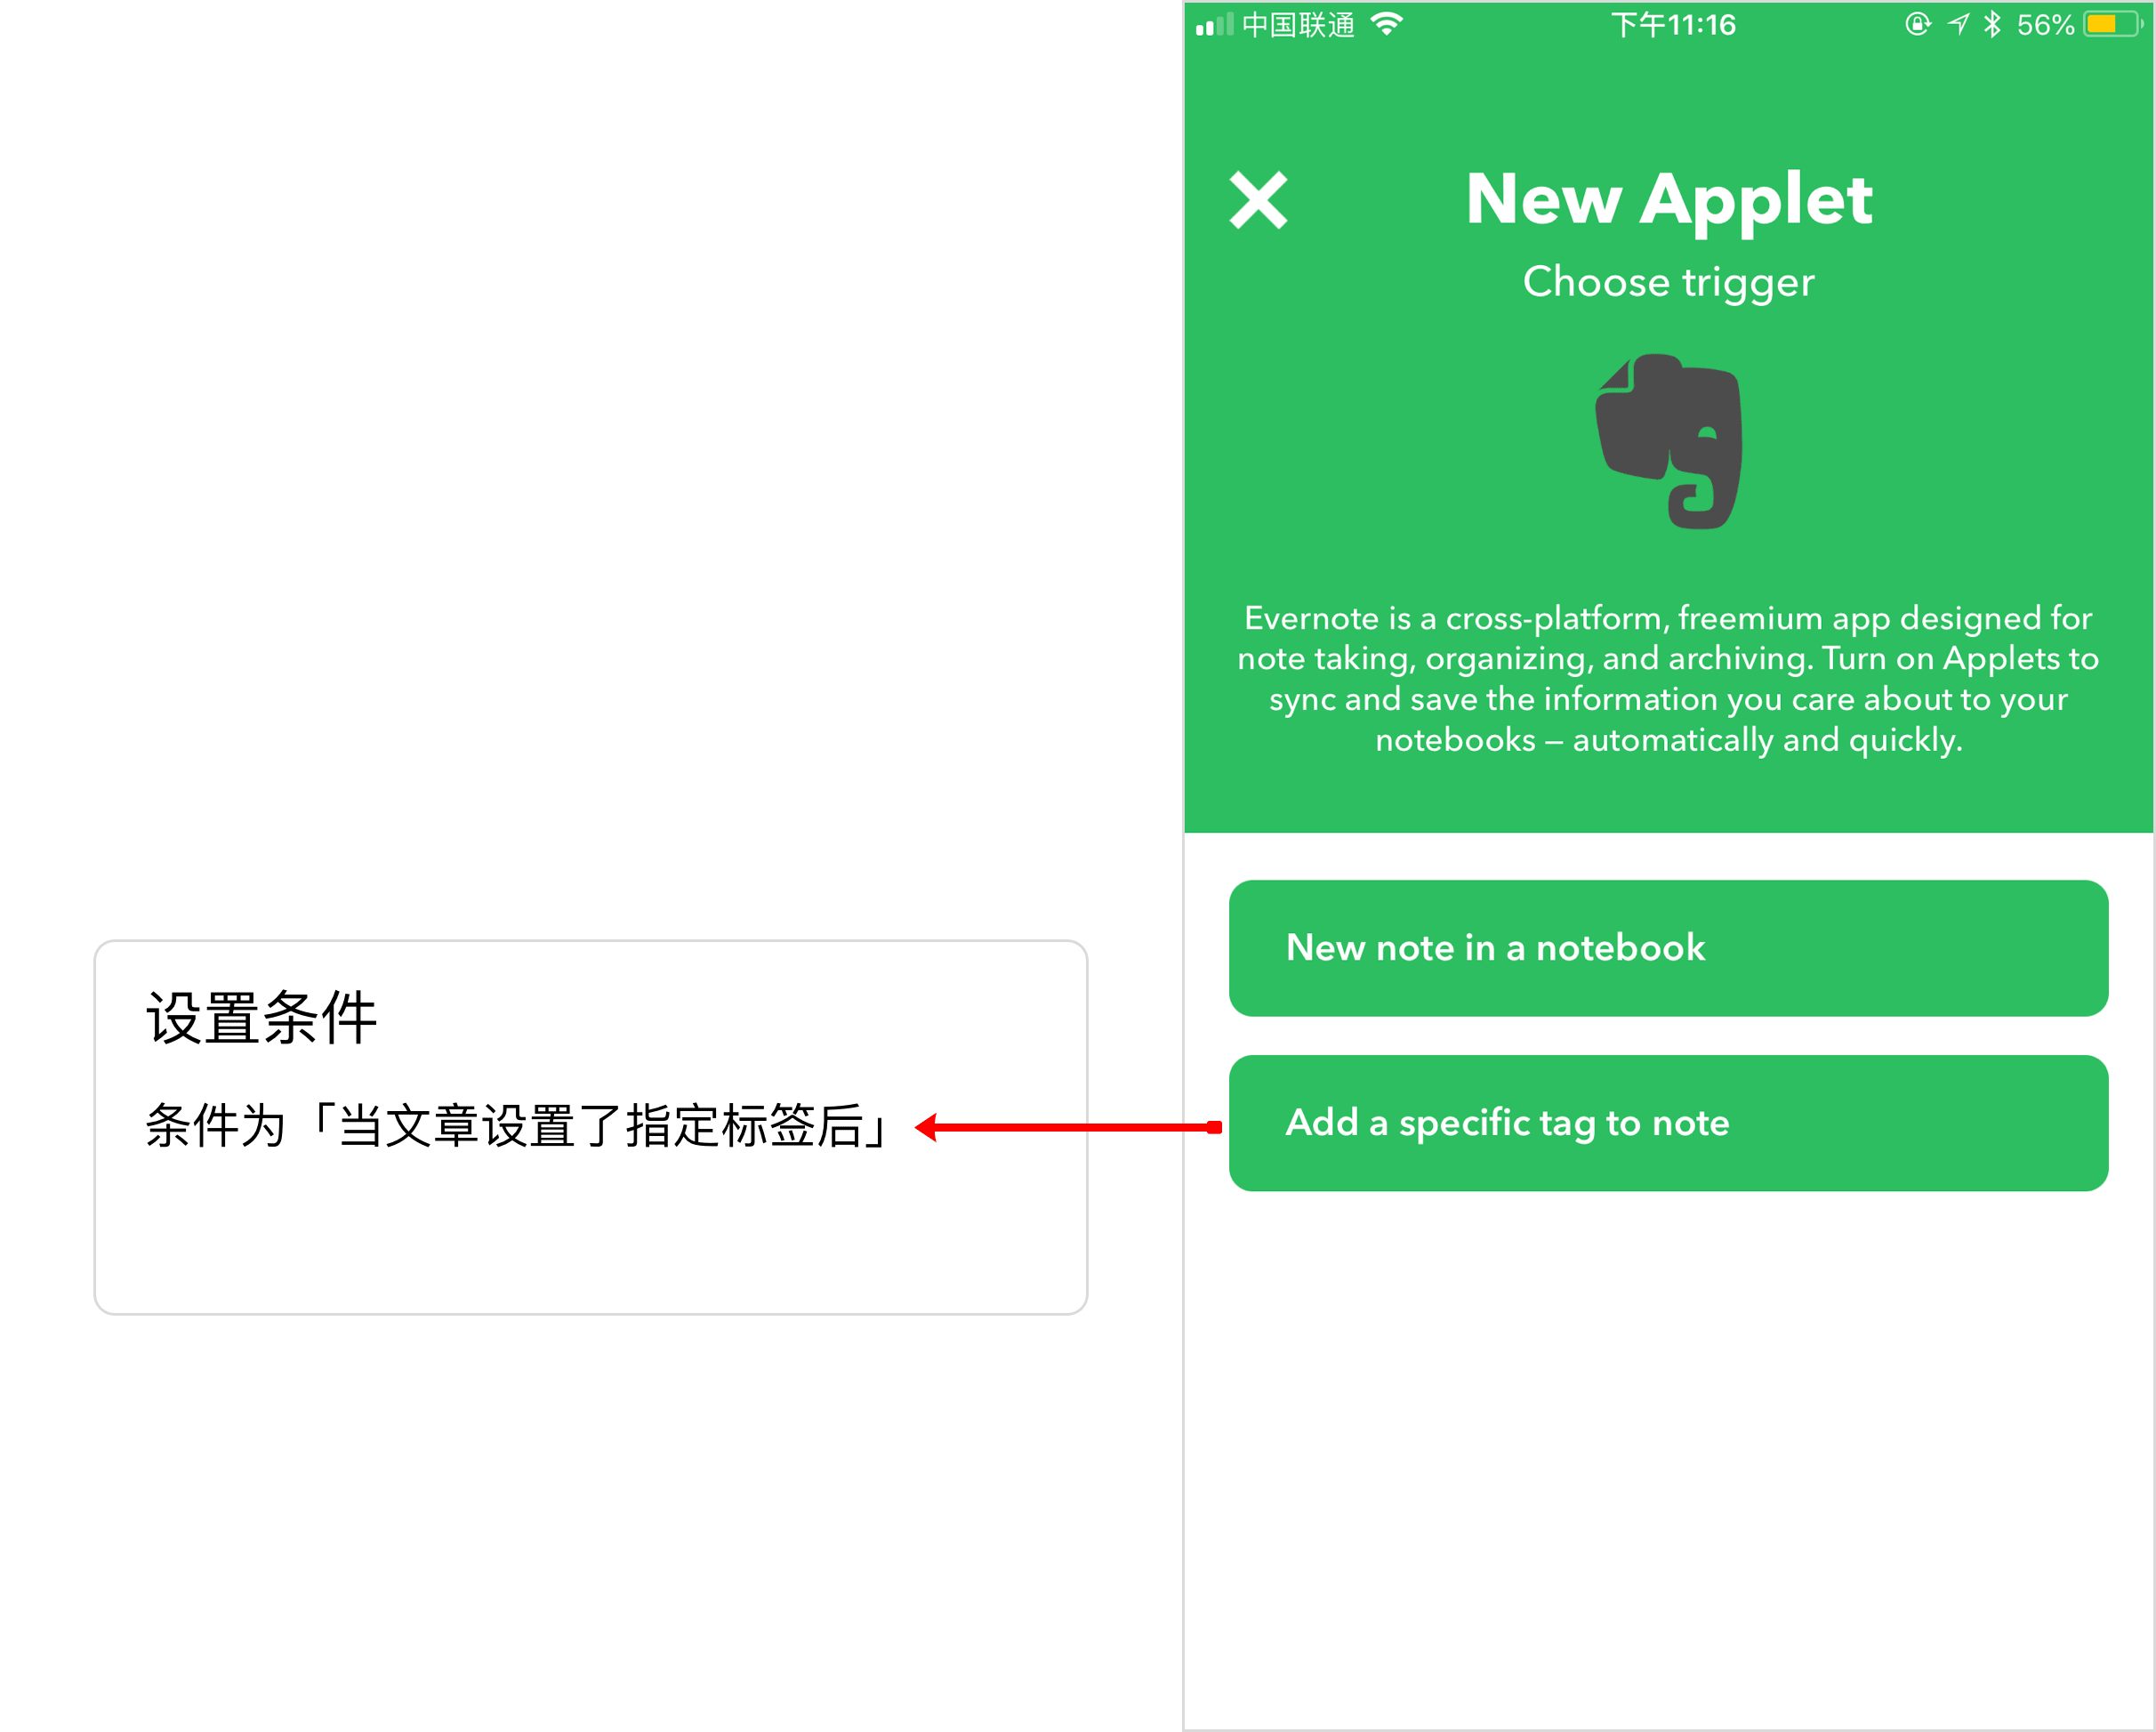 中国联通 下午11:16 56%
New Applet
Choose trigger
Evernote is a cross-platform, freemium app designed for
note taking, organizing, and archiving. Turn on Applets to
sync and save the information you care about to your
notebooks – automatically and quickly.
New note in a notebook
Add a specific tag to note
设置条件
条件为「当文章设置了指定标签后」